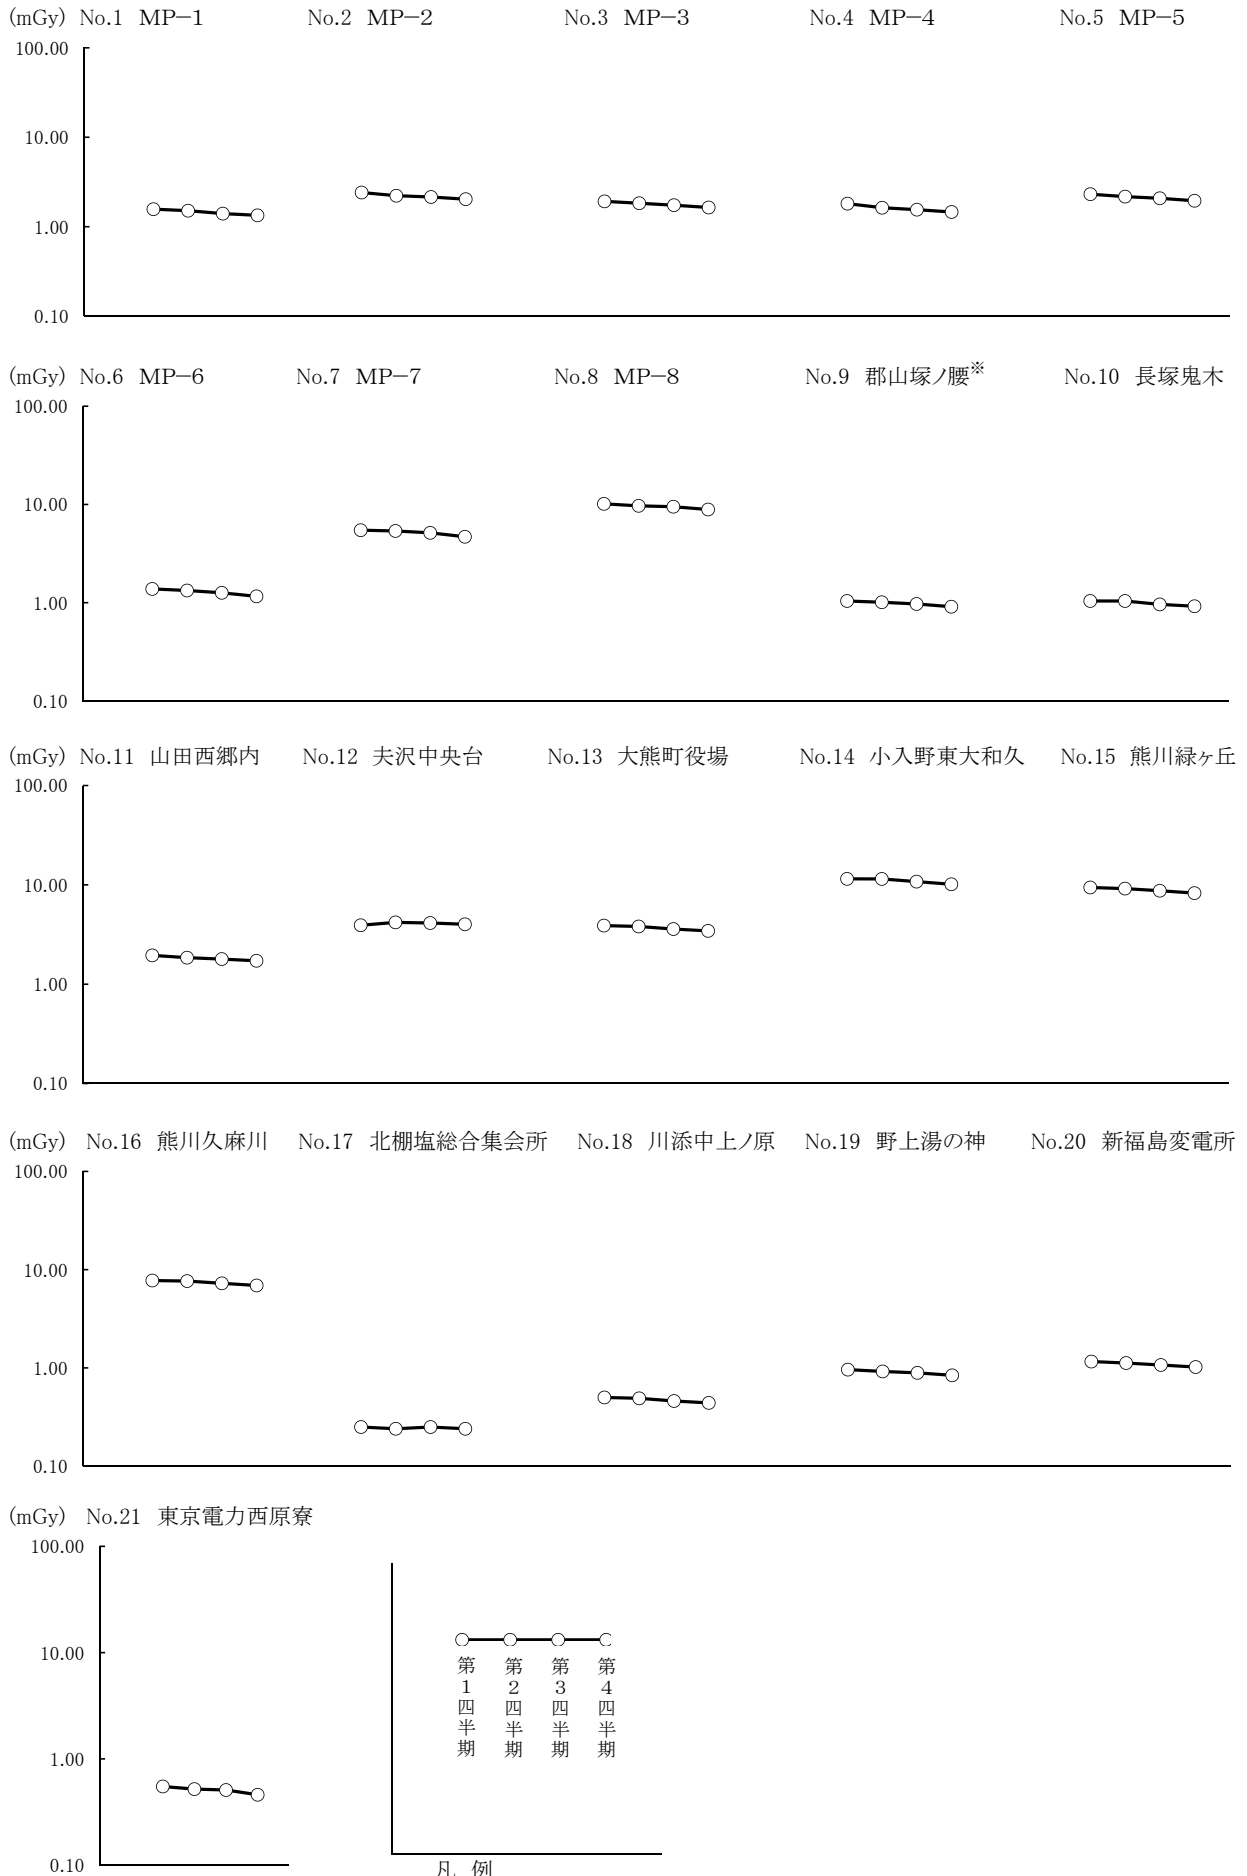 (mGy) No.1 MP−1 No.2 MP−2 No.3 MP−3 No.4 MP−4 No.5 MP−5
100.00
10.00
1.00
0.10
(mGy) No.6 MP−6 No.7 MP−7 No.8 MP−8 No.9 郡山塚ノ腰※ No.10 長塚鬼木
100.00
10.00
1.00
0.10
(mGy) No.11 山田西郷内 No.12 夫沢中央台 No.13 大熊町役場 No.14 小入野東大和久 No.15 熊川緑ヶ丘
100.00
10.00
1.00
0.10
(mGy) No.16 熊川久麻川 No.17 北棚塩総合集会所 No.18 川添中上ノ原 No.19 野上湯の神 No.20 新福島変電所
100.00
10.00
1.00
0.10
(mGy) No.21 東京電力西原寮
100.00
10.00
1.00
0.10
第1四半期
第2四半期
第3四半期
第4四半期
凡 例